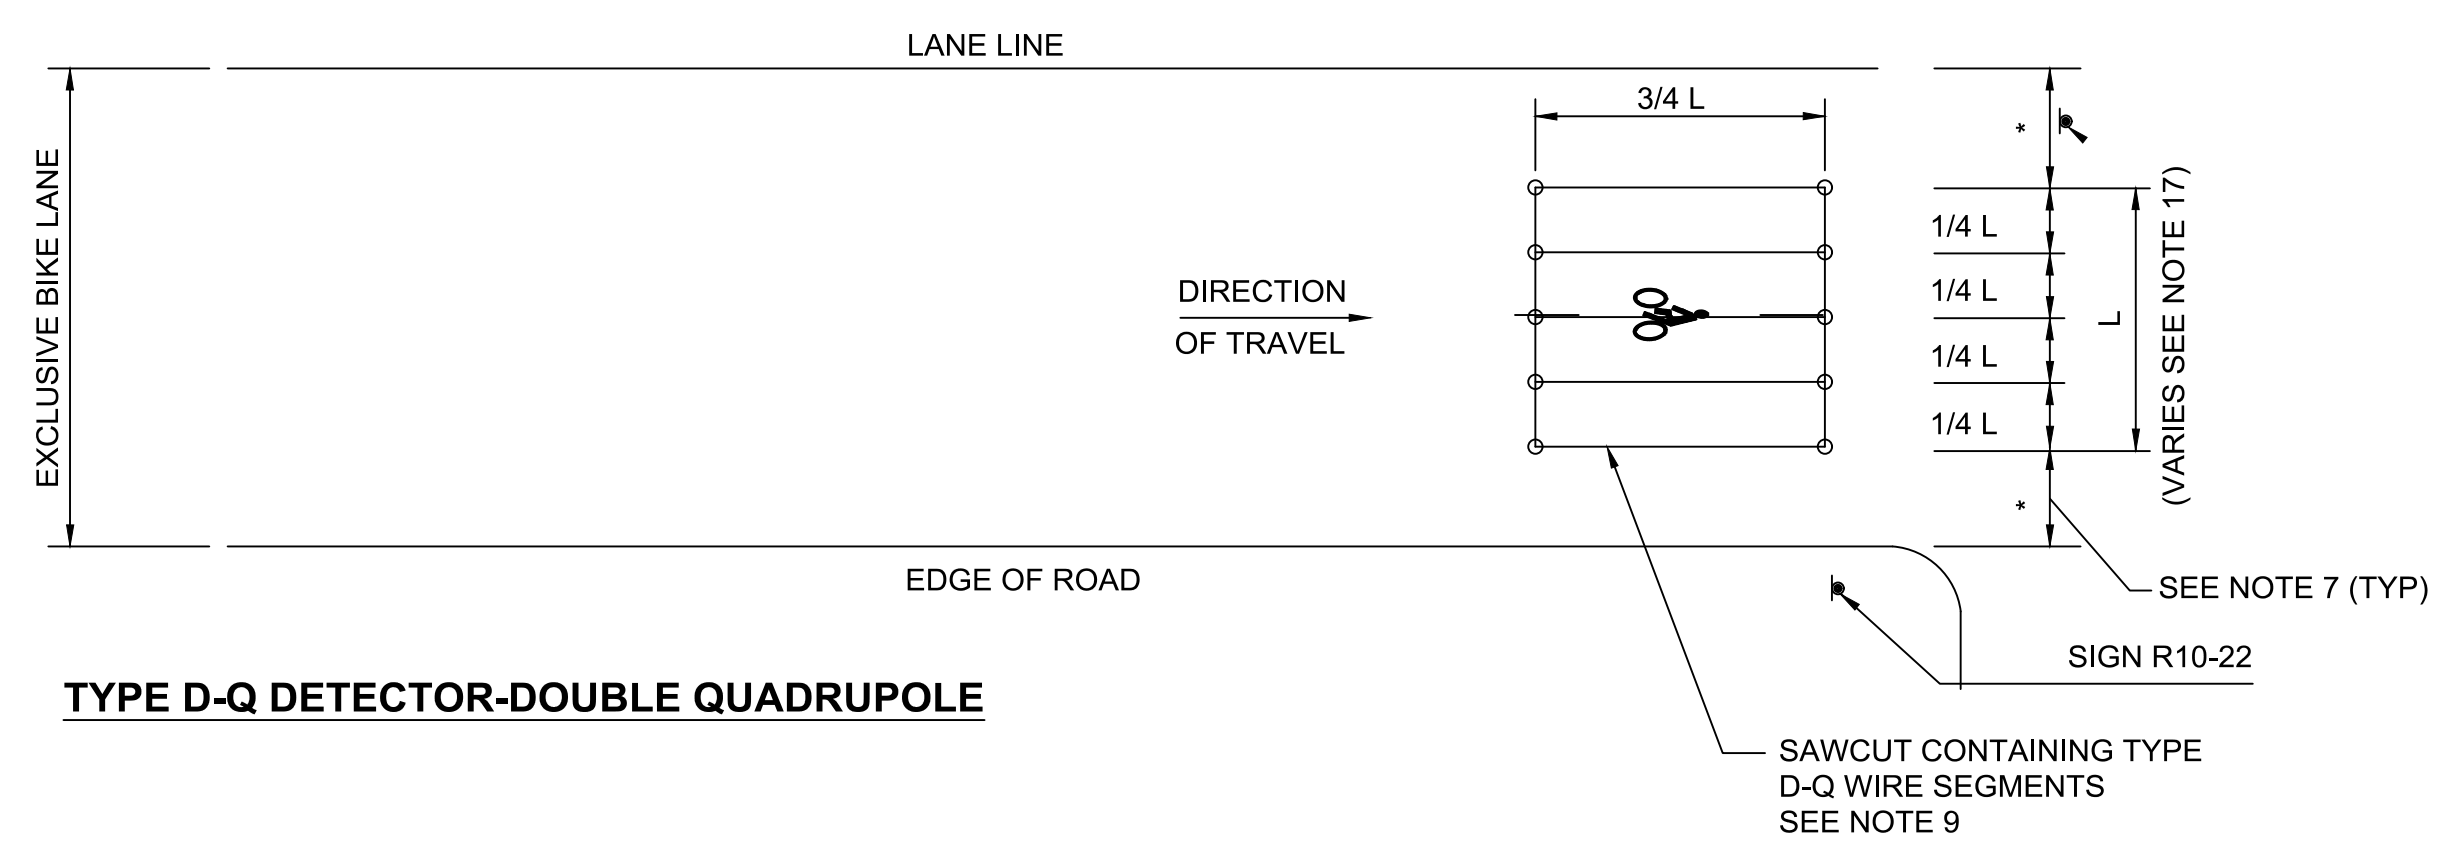 LANE LINE
3/4 L
*
EXCLUSIVE BIKE LANE
DIRECTION
OF TRAVEL
1/4 L
1/4 L
1/4 L
1/4 L
L
(VARIES SEE NOTE 17)
*
EDGE OF ROAD
SEE NOTE 7 (TYP)
SIGN R10-22
TYPE D-Q DETECTOR-DOUBLE QUADRUPOLE
SAWCUT CONTAINING TYPE
D-Q WIRE SEGMENTS
SEE NOTE 9